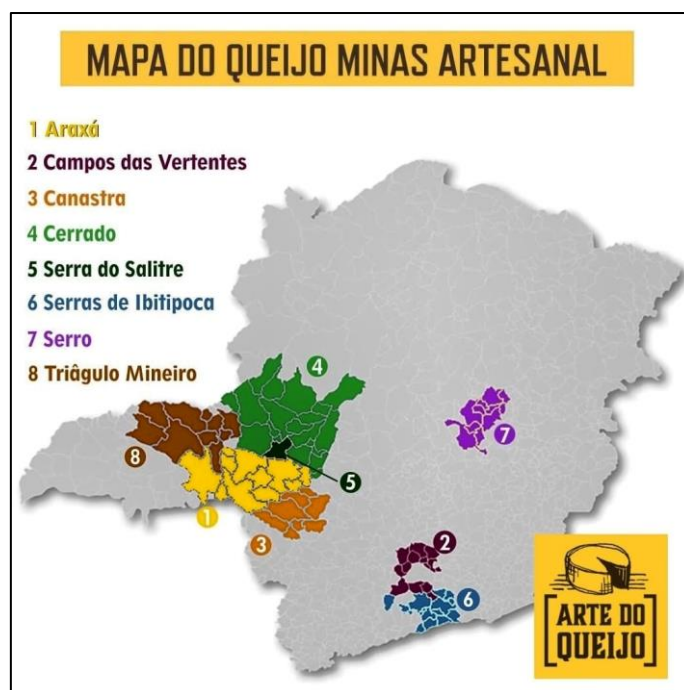 MAPA DO QUEIJO MINAS ARTESANAL
1 Araxá
2 Campos das Vertentes
3 Canastra
4 Cerrado
5 Serra do Salitre
6 Serras de Ibitipoca
7 Serro
8 Triâgulo Mineiro
4
7
8
5
1
3
2
6
ARTE DO
QUEIJO